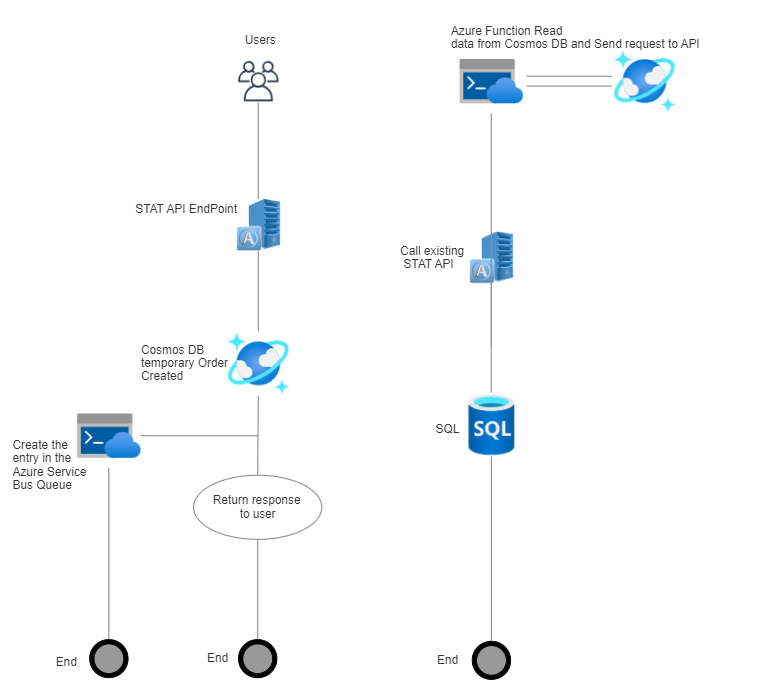 Users
STAT API EndPoint
A
Cosmos DB
temporary Order
Created
Create the
entry in the
Azure Service
Bus Queue
Return response
to user
End
End
Azure Function Read
data from Cosmos DB and Send request to API
Call existing
STAT API
A
SQL
SQL
End